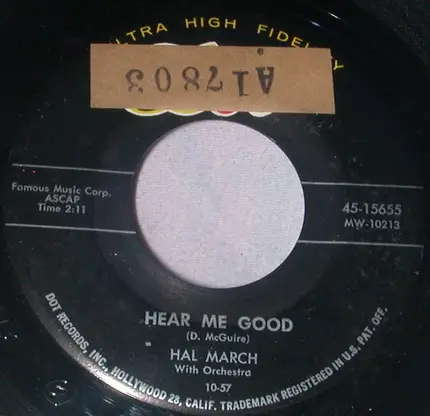 ULTRA HIGH FIDELITY
A17803
Famous Music Corp.
ASCAP
Time 2:11
45-15655
MW-10213
HEAR ME GOOD
(D. McGuire)
HAL MARCH
With Orchestra
10-57
DOT RECORDS, INC., HOLLYWOOD 28, CALIF. TRADEMARK REGISTERED IN U.S. PAT. OFF.